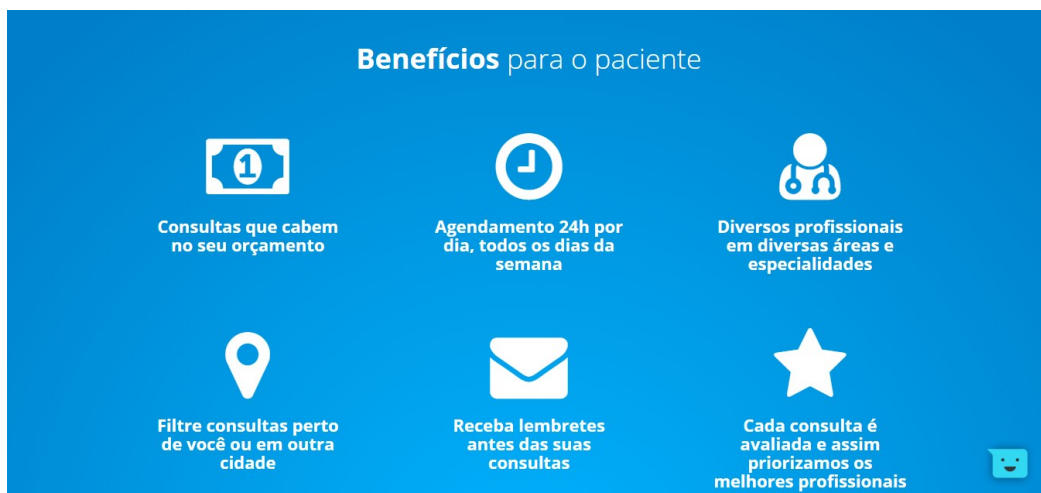 Benefícios para o paciente
1
Consultas que cabem
no seu orçamento
Agendamento 24h por
dia, todos os dias da
semana
Diversos profissionais
em diversas áreas e
especialidades
Filtre consultas perto
de você ou em outra
cidade
Receba lembretes
antes das suas
consultas
Cada consulta é
avaliada e assim
priorizamos os
melhores profissionais